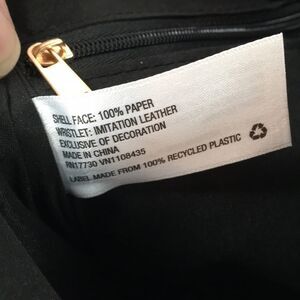 SHELL FACE: 100% PAPER
WRISTLET: IMITATION LEATHER
EXCLUSIVE OF DECORATION
MADE IN CHINA
RN17730 VN1108435
LABEL MADE FROM 100% RECYCLED PLASTIC